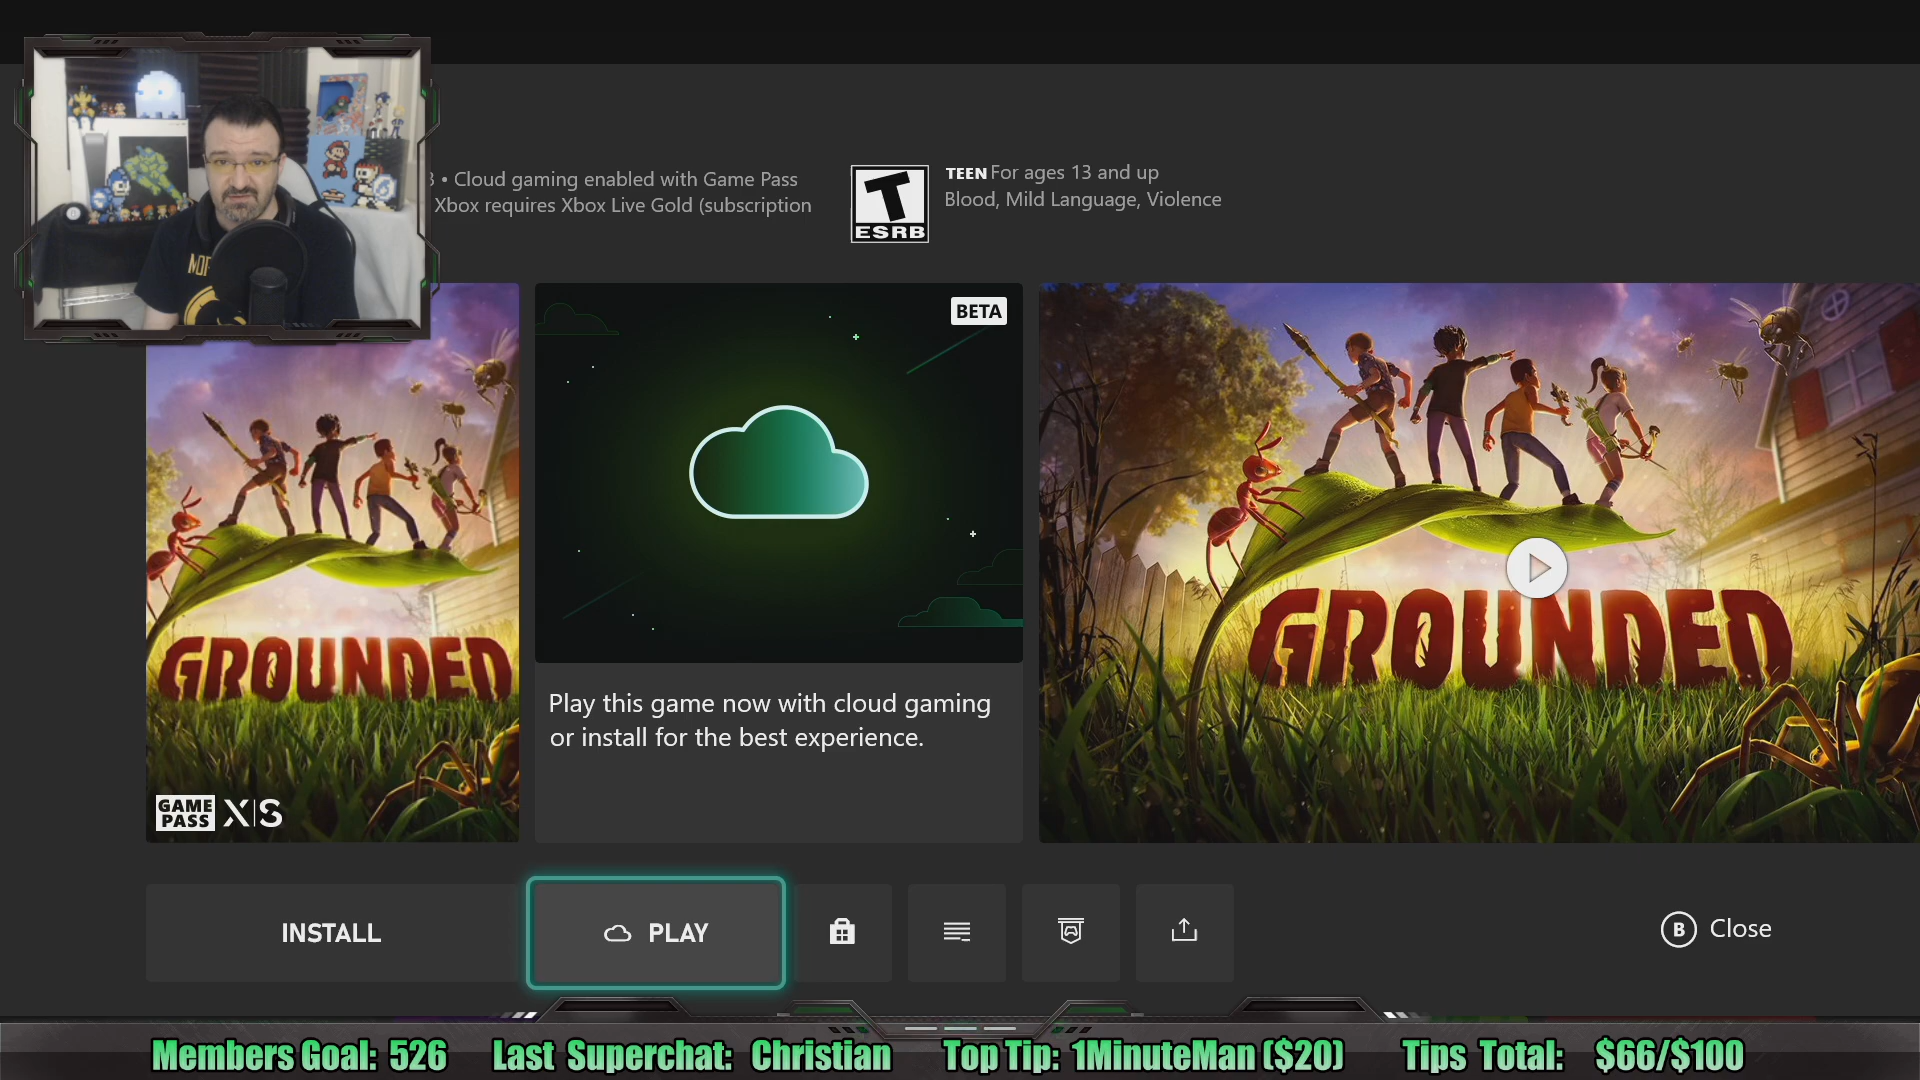 3 • Cloud gaming enabled with Game Pass
Xbox requires Xbox Live Gold (subscription
T
ESRB
TEEN For ages 13 and up
Blood, Mild Language, Violence
BETA
GROUNDED
GAME PASS X|S
Play this game now with cloud gaming
or install for the best experience.
GROUNDED
INSTALL
PLAY
B Close
Members Goal: 526 Last Superchat: Christian Top Tip: 1MinuteMan ($20) Tips Total: $66/$100